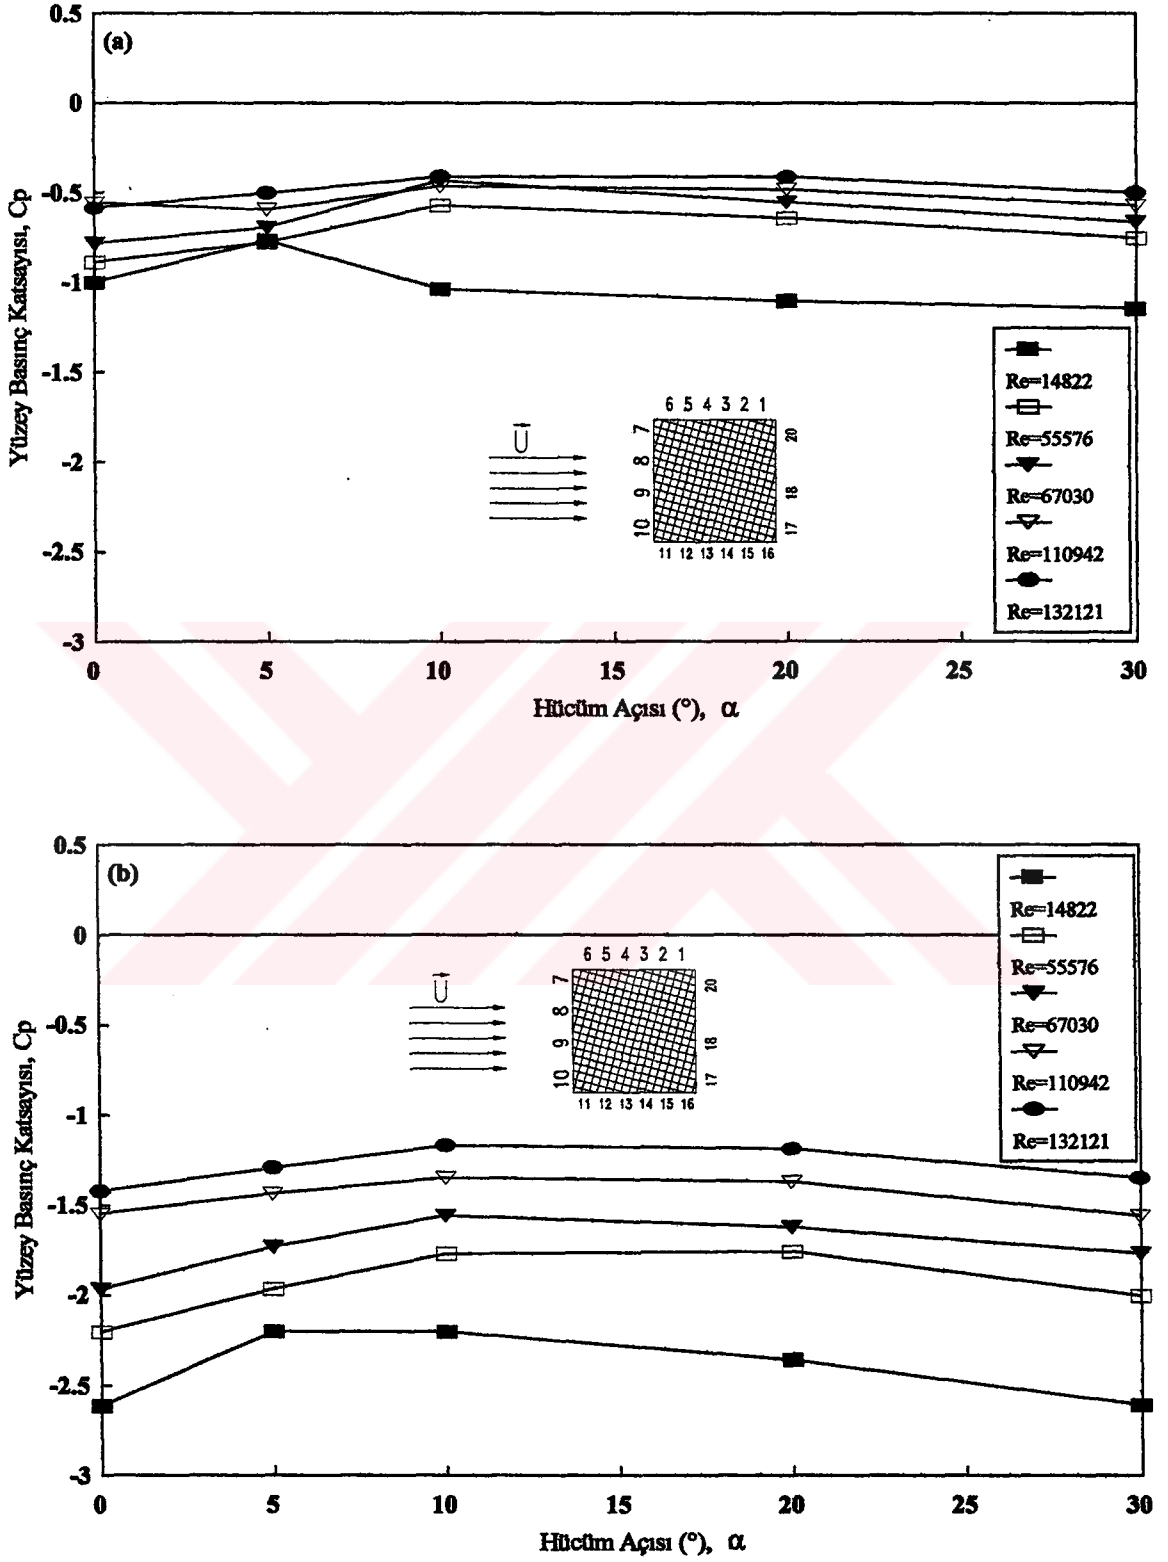 0.5
(a)
0
-0.5
-1
-1.5
-2
-2.5
-3
Yüzey Basınç Katsayısı, Cp
0 5 10 15 20 25 30
Hücüm Açısı (°), α
U
6 5 4 3 2 1
7 8 9 10
20 18 17
11 12 13 14 15 16
Re=14822
Re=55576
Re=67030
Re=110942
Re=132121
0.5
(b)
0
-0.5
-1
-1.5
-2
-2.5
-3
Yüzey Basınç Katsayısı, Cp
0 5 10 15 20 25 30
Hücüm Açısı (°), α
U
6 5 4 3 2 1
7 8 9 10
20 18 17
11 12 13 14 15 16
Re=14822
Re=55576
Re=67030
Re=110942
Re=132121